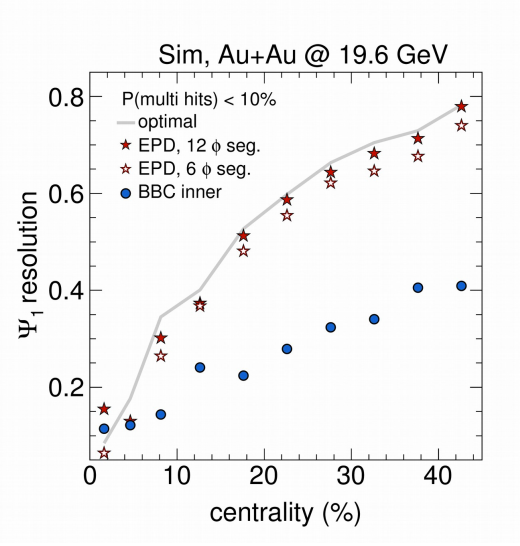 Sim, Au+Au @ 19.6 GeV
P(multi hits) < 10%
optimal
EPD, 12 ϕ seg.
EPD, 6 ϕ seg.
BBC inner
Ψ₁ resolution
0.8
0.6
0.4
0.2
0 10 20 30 40
centrality (%)